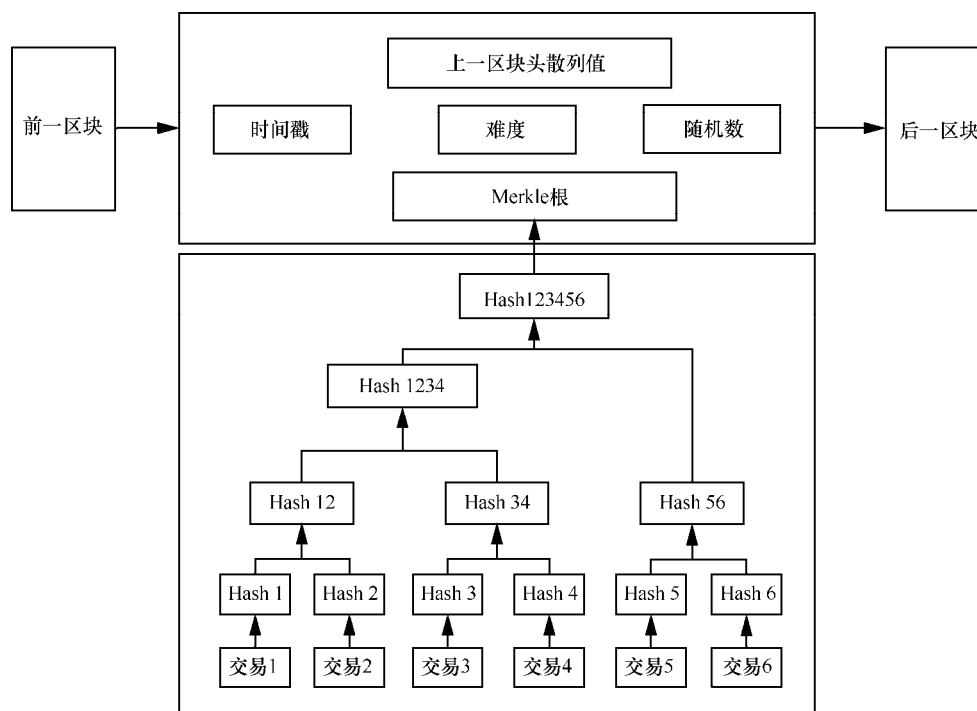 上一区块头散列值
前一区块
时间戳
难度
随机数
后一区块
Merkle根
Hash123456
Hash 1234
Hash 12
Hash 34
Hash 56
Hash 1
Hash 2
Hash 3
Hash 4
Hash 5
Hash 6
交易1
交易2
交易3
交易4
交易5
交易6